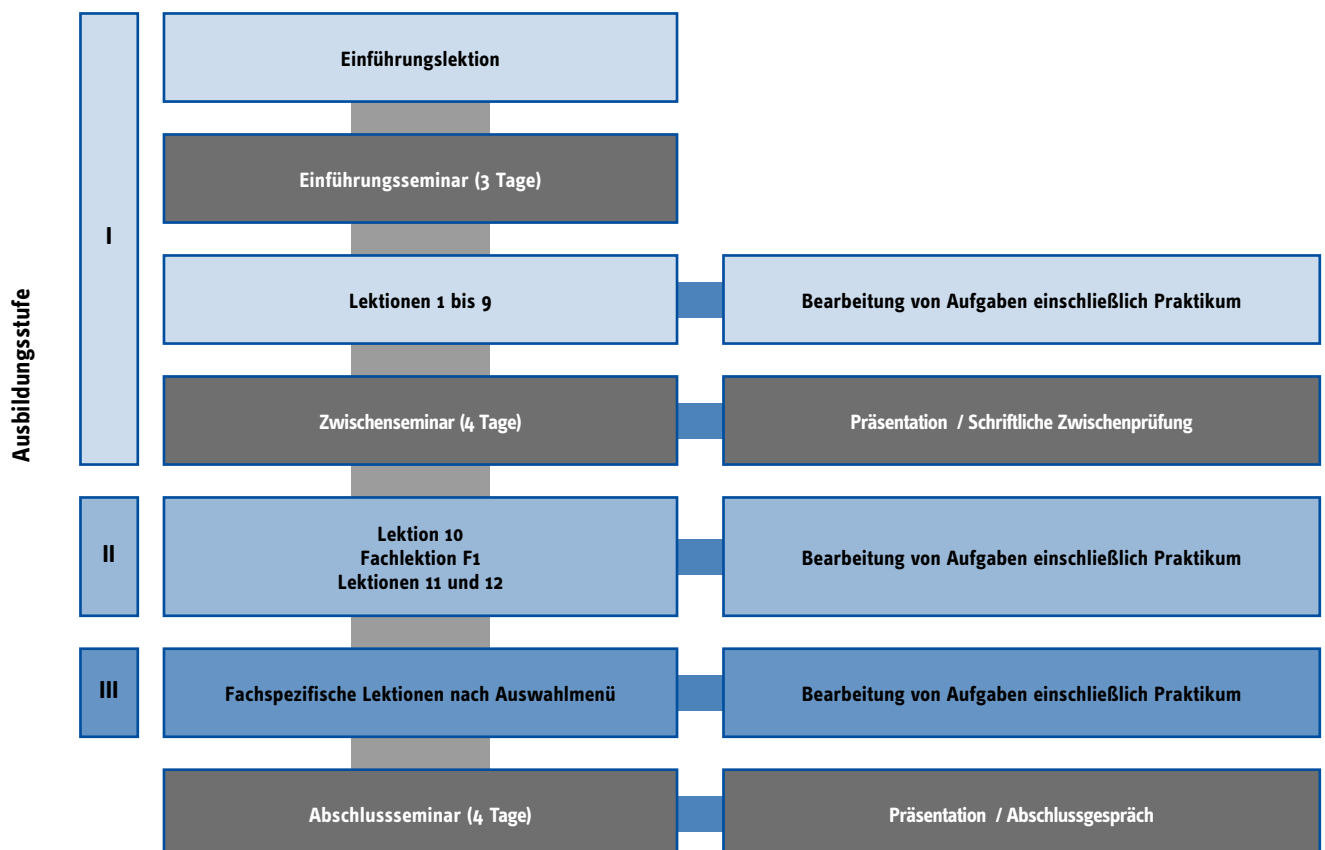 Ausbildungsstufe
I
Einführungslektion
Einführungsseminar (3 Tage)
Lektionen 1 bis 9
Bearbeitung von Aufgaben einschließlich Praktikum
Zwischenseminar (4 Tage)
Präsentation / Schriftliche Zwischenprüfung
II
Lektion 10
Fachlektion F1
Lektionen 11 und 12
Bearbeitung von Aufgaben einschließlich Praktikum
III
Fachspezifische Lektionen nach Auswahlmenü
Bearbeitung von Aufgaben einschließlich Praktikum
Abschlussseminar (4 Tage)
Präsentation / Abschlussgespräch